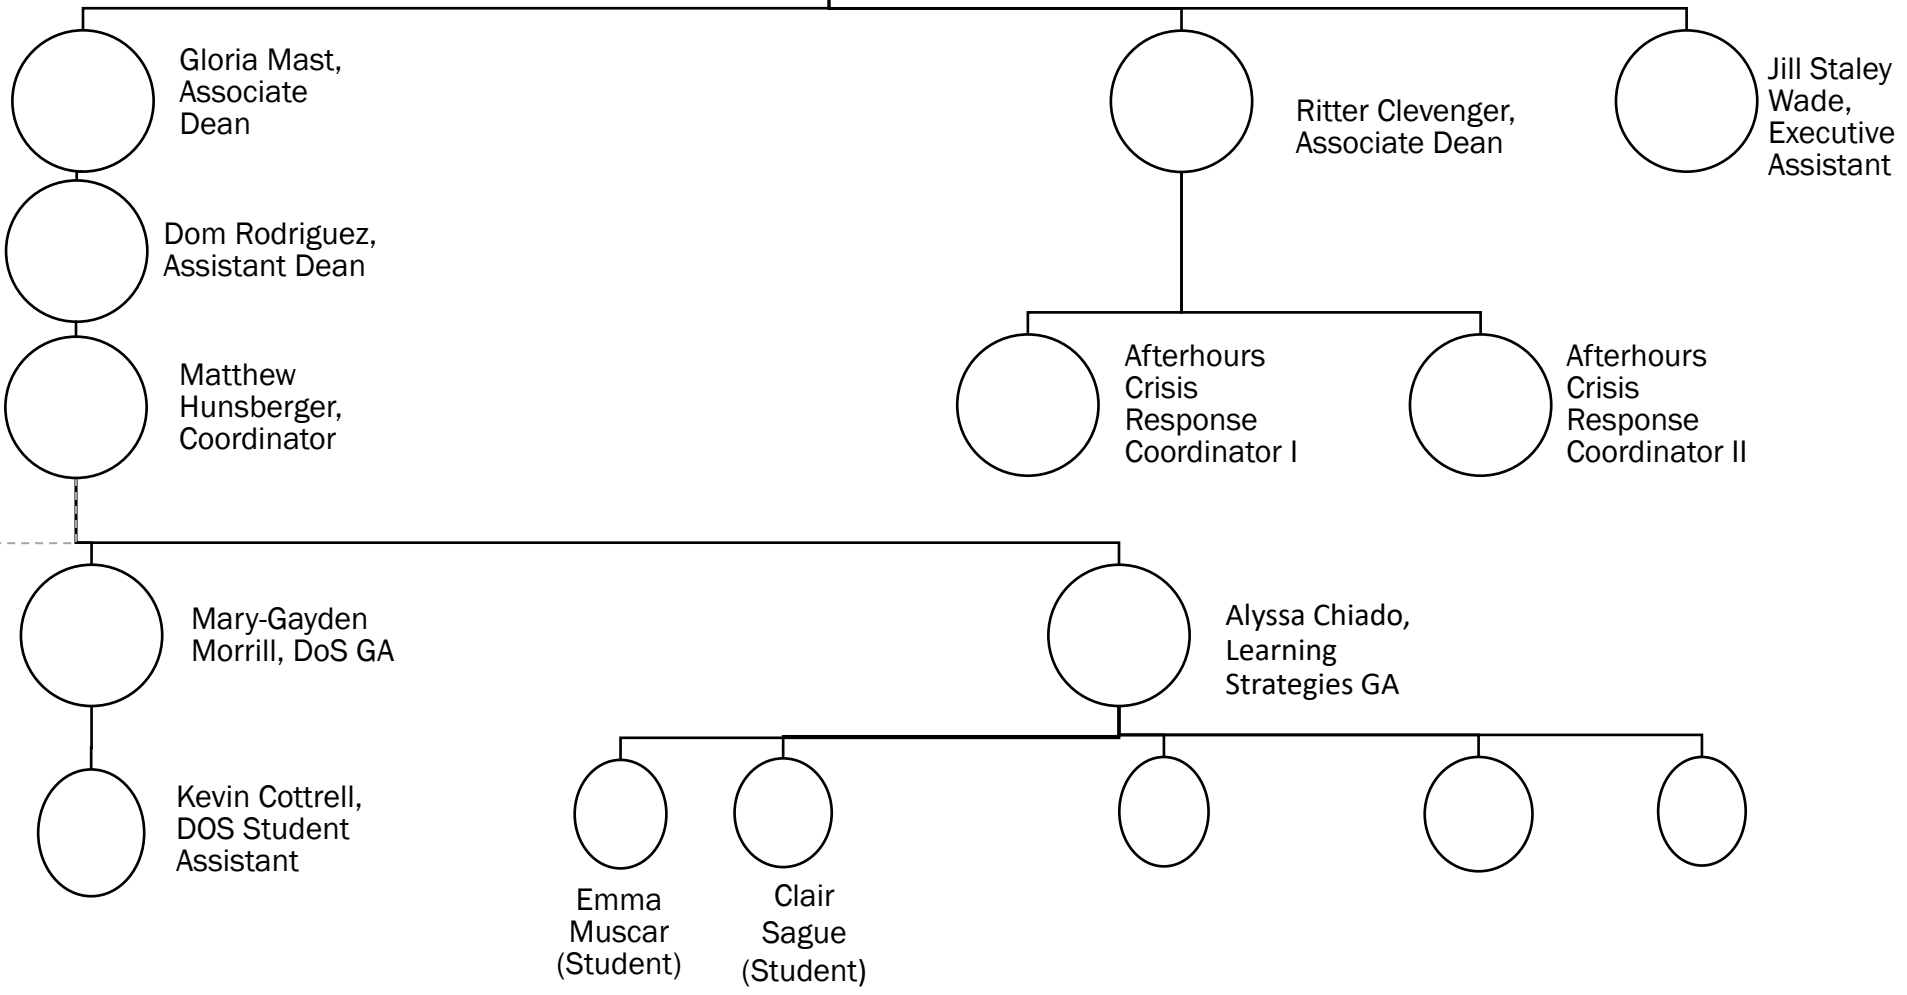 Gloria Mast,
Associate
Dean
Ritter Clevenger,
Associate Dean
Jill Staley
Wade,
Executive
Assistant
Dom Rodriguez,
Assistant Dean
Matthew
Hunsberger,
Coordinator
Afterhours
Crisis
Response
Coordinator I
Afterhours
Crisis
Response
Coordinator II
Mary-Gayden
Morrill, DoS GA
Alyssa Chiado,
Learning
Strategies GA
Kevin Cottrell,
DOS Student
Assistant
Emma
Muscar
(Student)
Clair
Sague
(Student)